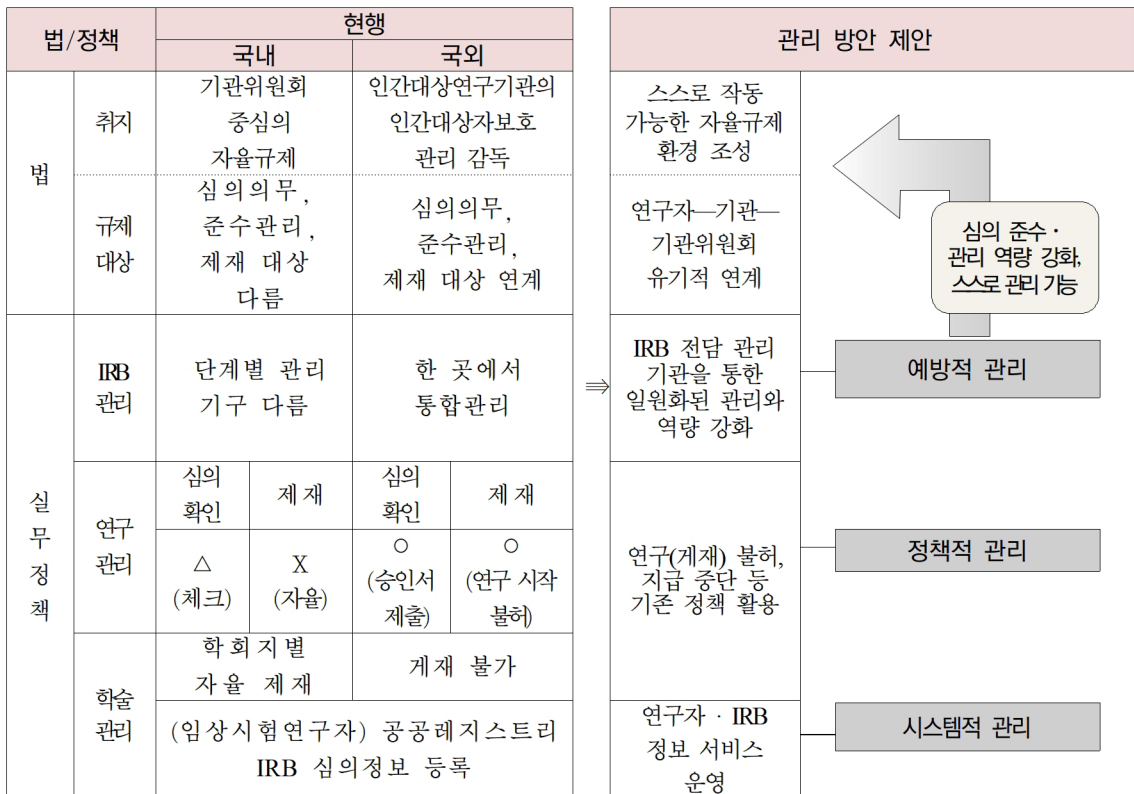 법/정책
현행
국내
국외
관리 방안 제안
법
취지
기관위원회
중심의
자율규제
인간대상연구기관의
인간대상자보호
관리 감독
스스로 작동
가능한 자율규제
환경 조성
규제
대상
심의의무,
준수관리,
제재 대상
다름
심의의무,
준수관리,
제재 대상 연계
연구자—기관—
기관위원회
유기적 연계
심의 준수・
관리 역량 강화,
스스로 관리 기능
실
무
정
책
IRB
관리
단계별 관리
기구 다름
한 곳에서
통합관리
⇒
IRB 전담 관리
기관을 통한
일원화된 관리와
역량 강화
예방적 관리
연구
관리
심의
확인
제재
심의
확인
제재
△
(체크)
X
(자율)
○
(승인서
제출)
○
(연구 시작
불허)
연구(게재) 불허,
지급 중단 등
기존 정책 활용
정책적 관리
학술
관리
학회지별
자율 제재
게재 불가
(임상시험연구자) 공공레지스트리
IRB 심의정보 등록
연구자・IRB
정보 서비스
운영
시스템적 관리